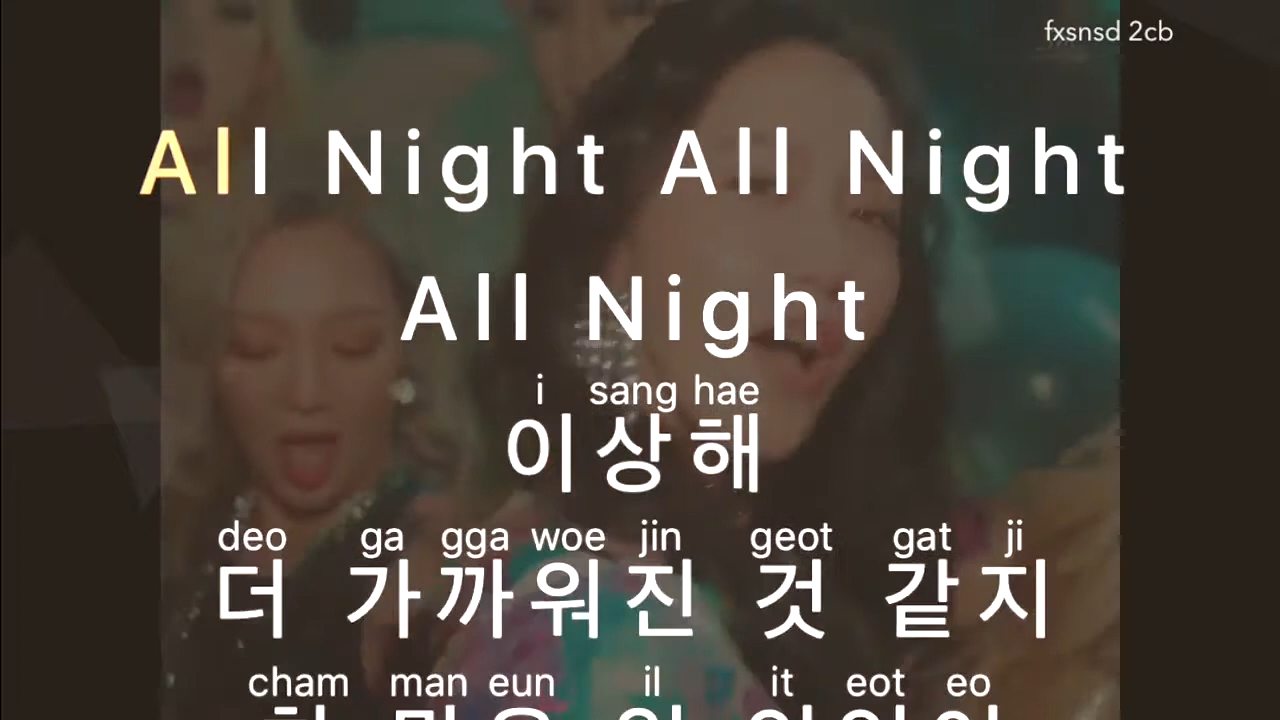 fxsnsd 2cb
All Night All Night
All Night
i sang hae
이상해
deo ga gga woe jin geot gat ji
더 가까워진 것 같지
cham man eun il it eot eo